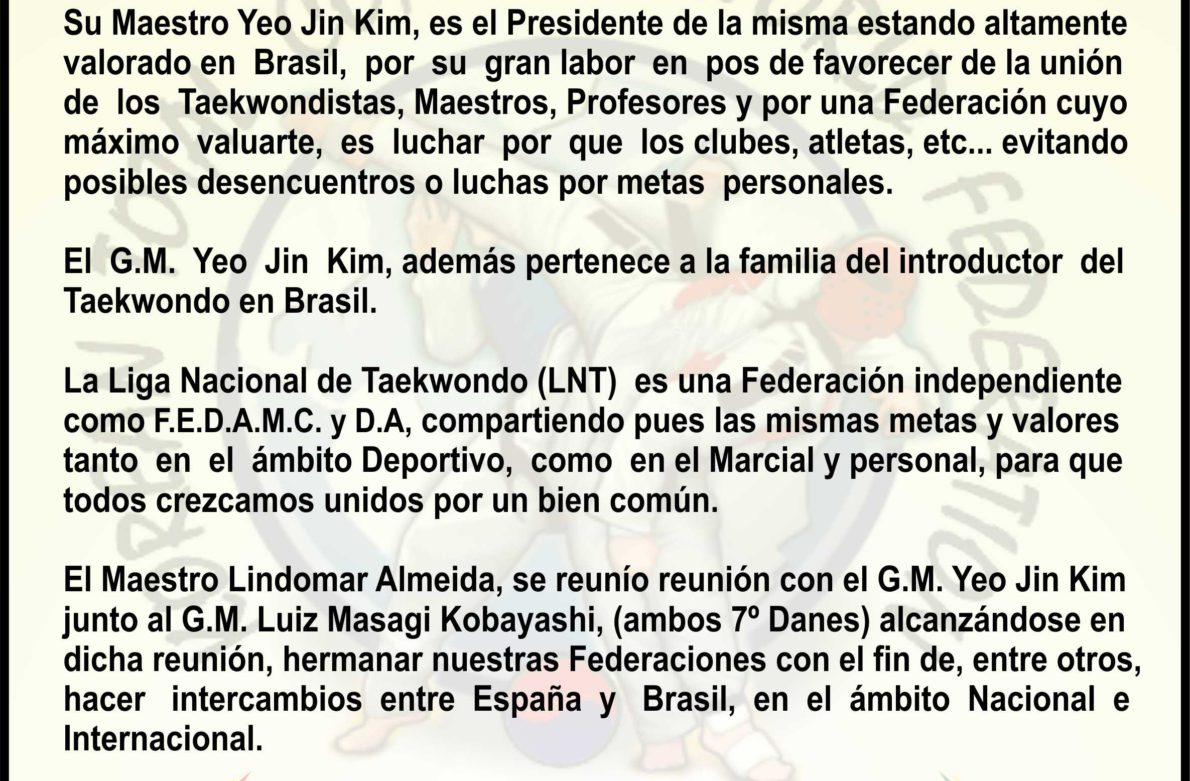 Su Maestro Yeo Jin Kim, es el Presidente de la misma estando altamente
valorado en Brasil, por su gran labor en pos de favorecer de la unión
de los Taekwondistas, Maestros, Profesores y por una Federación cuyo
máximo valuarte, es luchar por que los clubes, atletas, etc... evitando
posibles desencuentros o luchas por metas personales.
El G.M. Yeo Jin Kim, además pertenece a la familia del introductor del
Taekwondo en Brasil.
La Liga Nacional de Taekwondo (LNT) es una Federación independiente
como F.E.D.A.M.C. y D.A, compartiendo pues las mismas metas y valores
tanto en el ámbito Deportivo, como en el Marcial y personal, para que
todos crezcamos unidos por un bien común.
El Maestro Lindomar Almeida, se reunío reunión con el G.M. Yeo Jin Kim
junto al G.M. Luiz Masagi Kobayashi, (ambos 7º Danes) alcanzándose en
dicha reunión, hermanar nuestras Federaciones con el fin de, entre otros,
hacer intercambios entre España y Brasil, en el ámbito Nacional e
Internacional.
FEDERATION